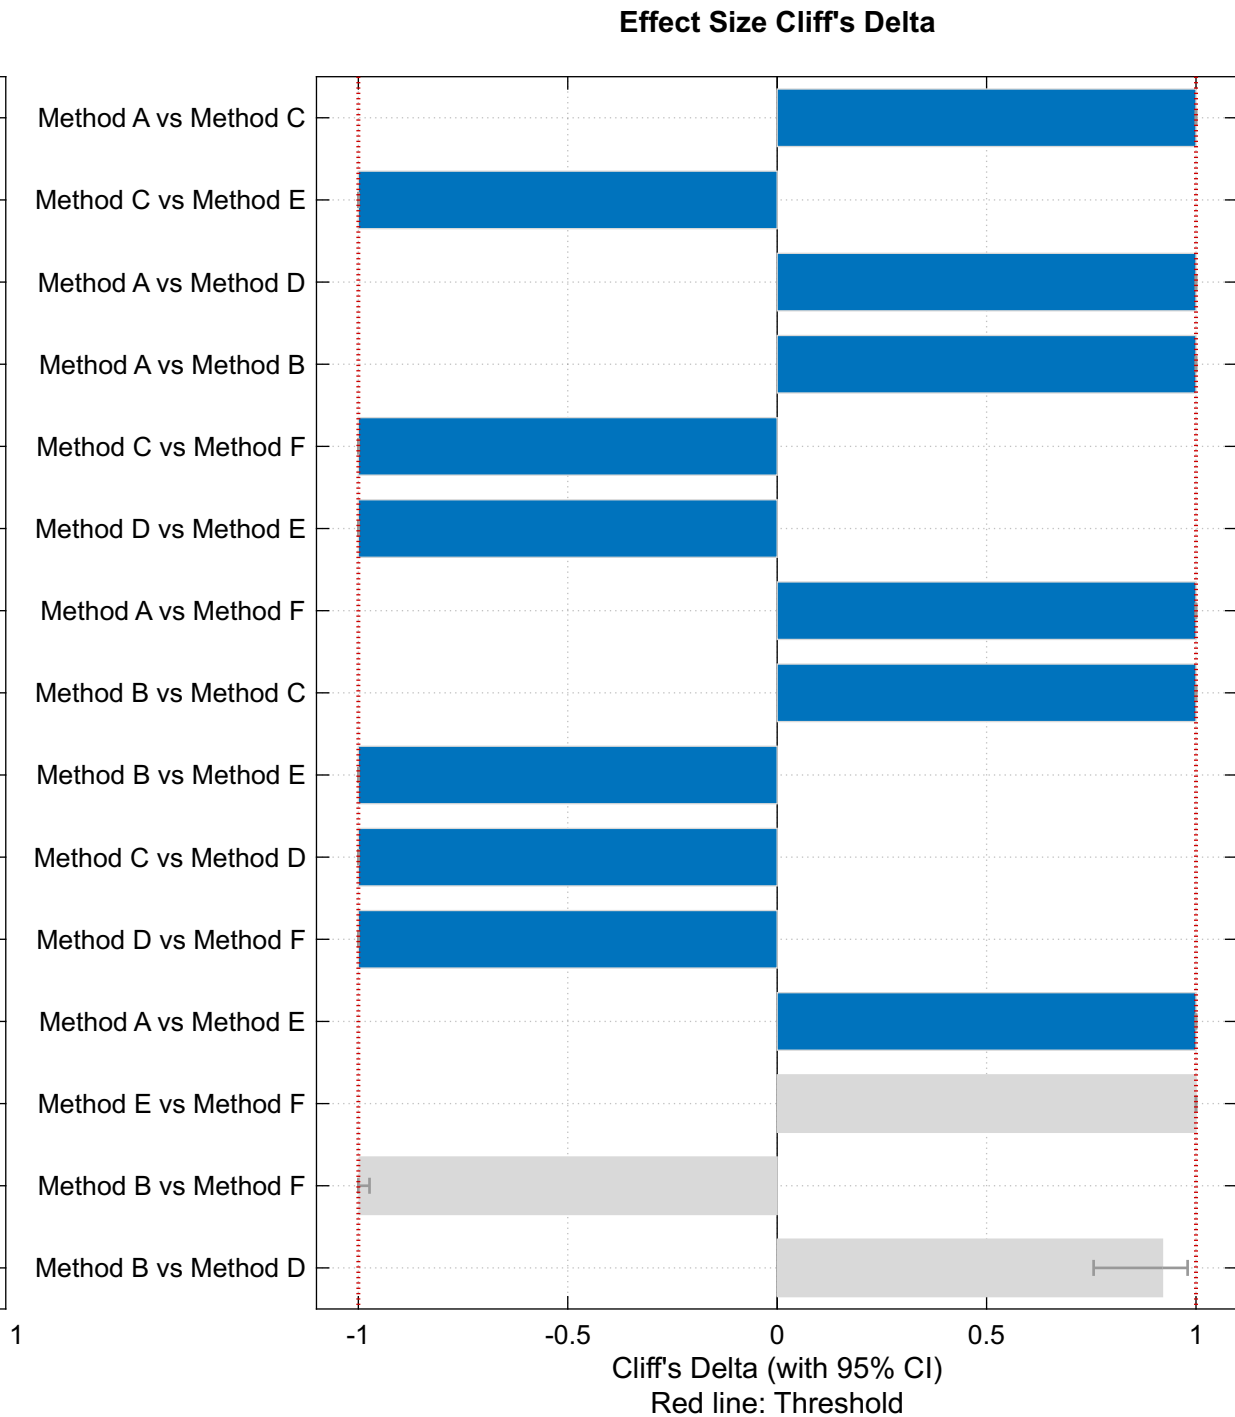 Effect Size Cliff's Delta
Method A vs Method C
Method C vs Method E
Method A vs Method D
Method A vs Method B
Method C vs Method F
Method D vs Method E
Method A vs Method F
Method B vs Method C
Method B vs Method E
Method C vs Method D
Method D vs Method F
Method A vs Method E
Method E vs Method F
Method B vs Method F
Method B vs Method D
1 -1 -0.5 0 0.5 1
Cliff's Delta (with 95% CI)
Red line: Threshold